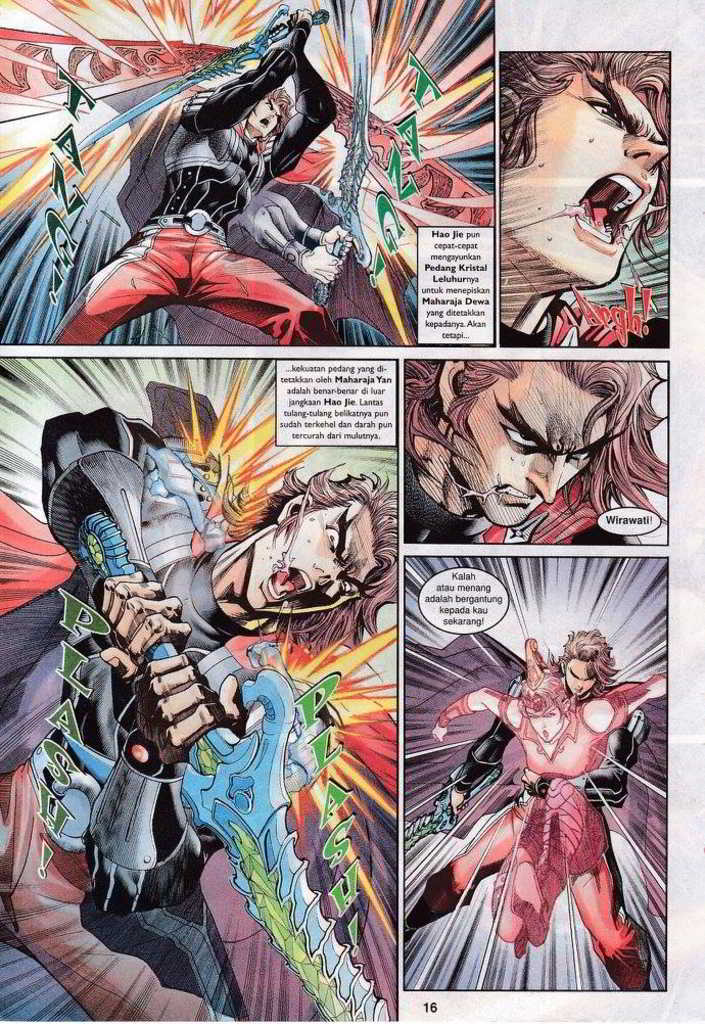 TANG!
TANG!
Hao Jie pun
cepat-cepat
mengayunkan
Pedang Kristal
Leluhurnya
untuk menepiskan
Maharaja Dewa
yang ditetakkan
kepadanya. Akan
tetapi...
Argh!
...kekuatan pedang yang di-
tetakkan oleh Maharaja Yan
adalah benar-benar di luar
jangkaan Hao Jie. Lantas
tulang-tulang belikatnya pun
sudah terkehel dan darah pun
tercurah dari mulutnya.
PLASH!
PLASH!
Wirawati!
Kalah
atau menang
adalah bergantung
kepada kau
sekarang!
16